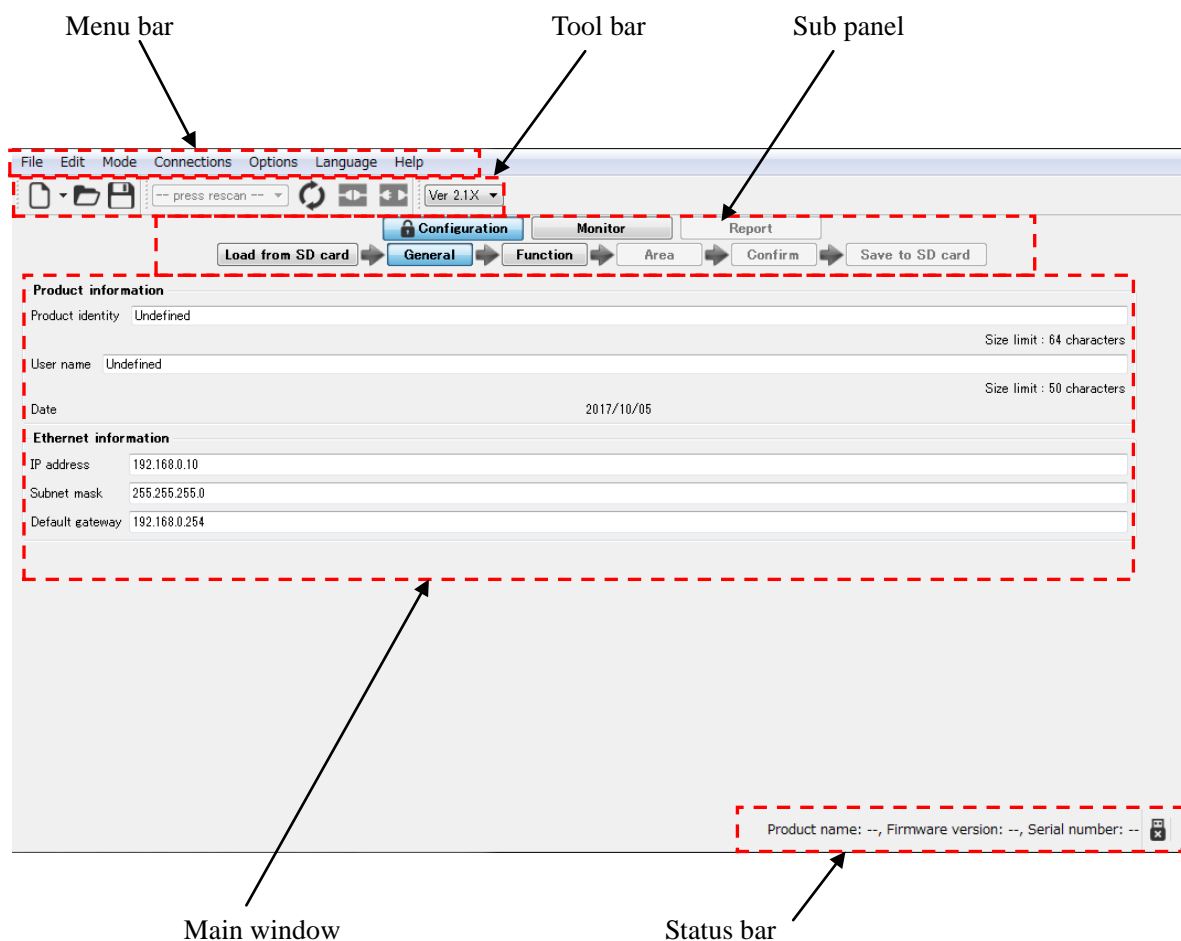 Menu bar Tool bar Sub panel
File Edit Mode Connections Options Language Help
-- press rescan -- Ver 2.1X
Configuration Monitor Report
Load from SD card General Function Area Confirm Save to SD card
Product information
Product identity Undefined
Size limit : 64 characters
User name Undefined
Size limit : 50 characters
Date 2017/10/05
Ethernet information
IP address 192.168.0.10
Subnet mask 255.255.255.0
Default gateway 192.168.0.254
Product name: --, Firmware version: --, Serial number: --
Main window Status bar